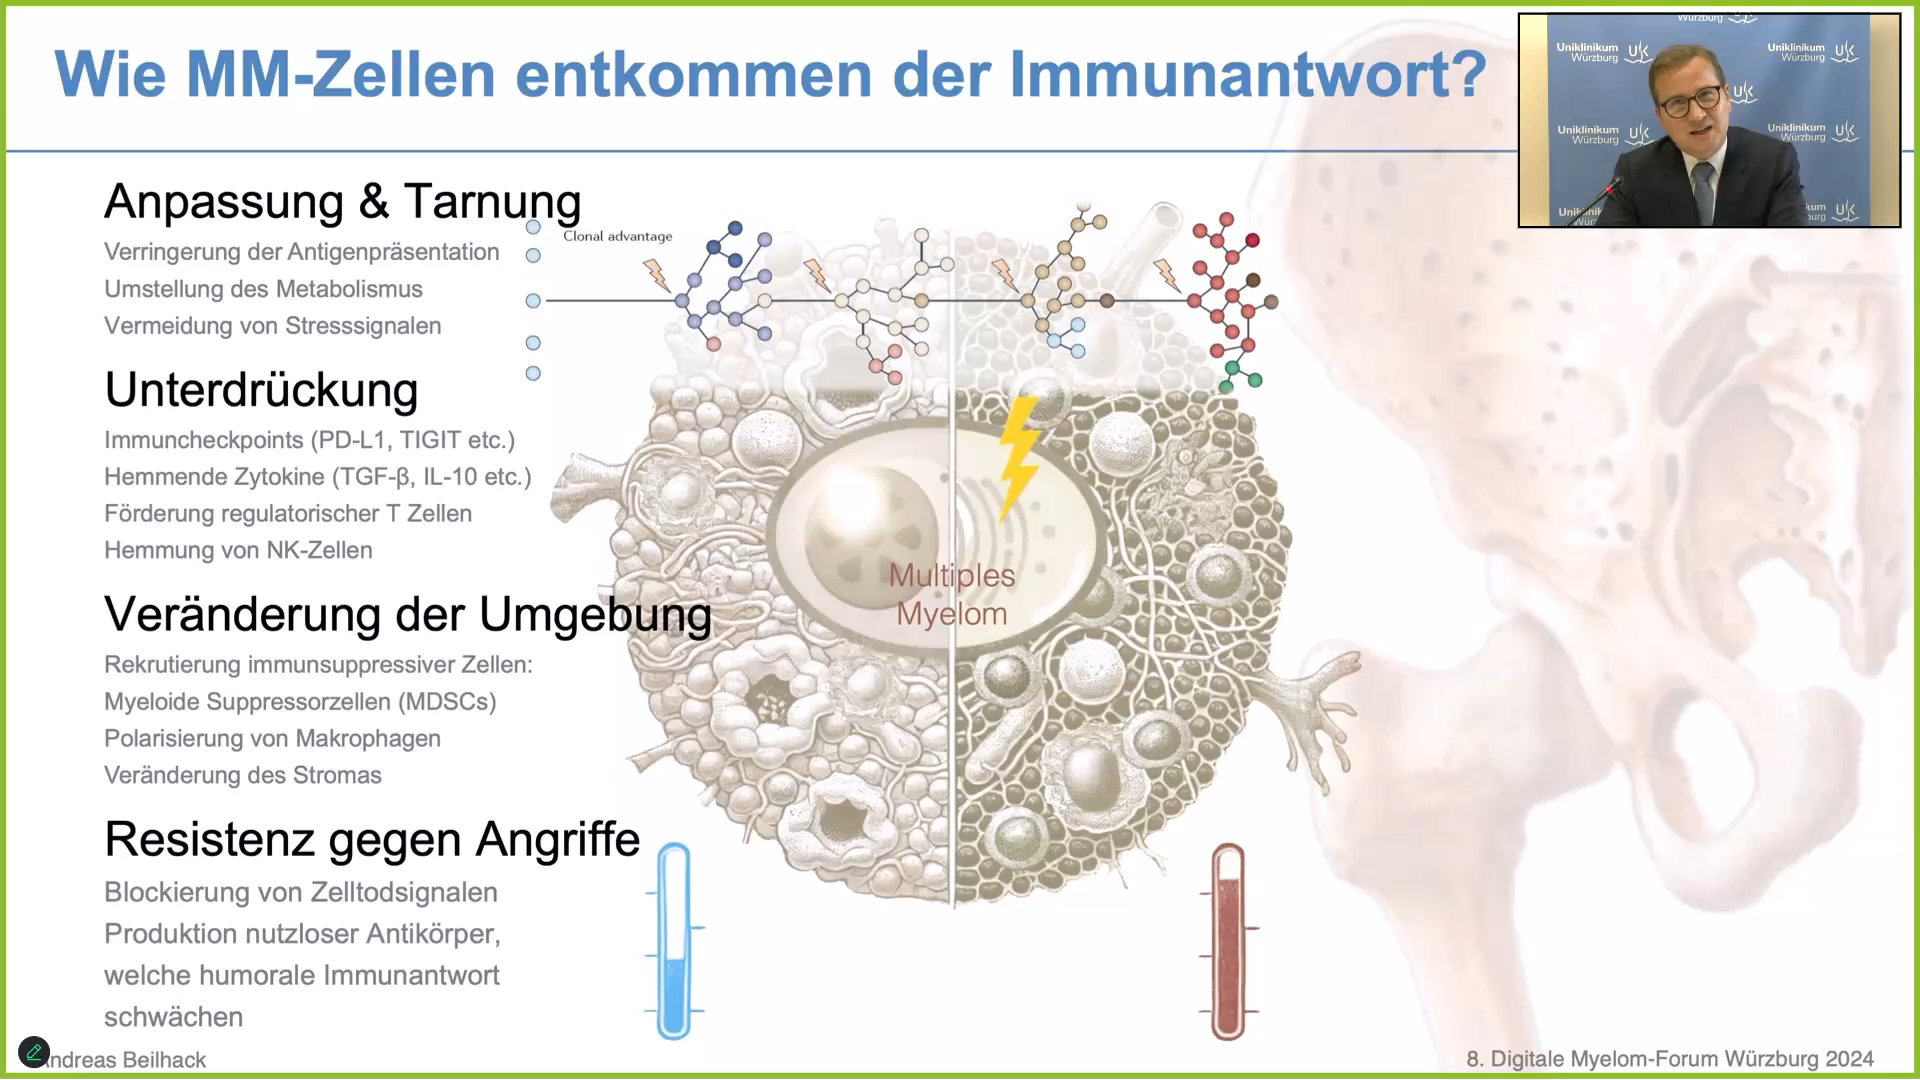 Wie MM-Zellen entkommen der Immunantwort?
Uniklinikum
Würzburg
Uniklinikum
Würzburg
Uniklinikum
Würzburg
Uniklinikum
Würzburg
Würzburg
Anpassung & Tarnung
Verringerung der Antigenpräsentation
Umstellung des Metabolismus
Vermeidung von Stresssignalen
Clonal advantage
Unterdrückung
Immuncheckpoints (PD-L1, TIGIT etc.)
Hemmende Zytokine (TGF-β, IL-10 etc.)
Förderung regulatorischer T Zellen
Hemmung von NK-Zellen
Multiples
Myelom
Veränderung der Umgebung
Rekrutierung immunsuppressiver Zellen:
Myeloide Suppressorzellen (MDSCs)
Polarisierung von Makrophagen
Veränderung des Stromas
Resistenz gegen Angriffe
Blockierung von Zelltodsignalen
Produktion nutzloser Antikörper,
welche humorale Immunantwort
schwächen
ndreas Beilhack
8. Digitale Myelom-Forum Würzburg 2024